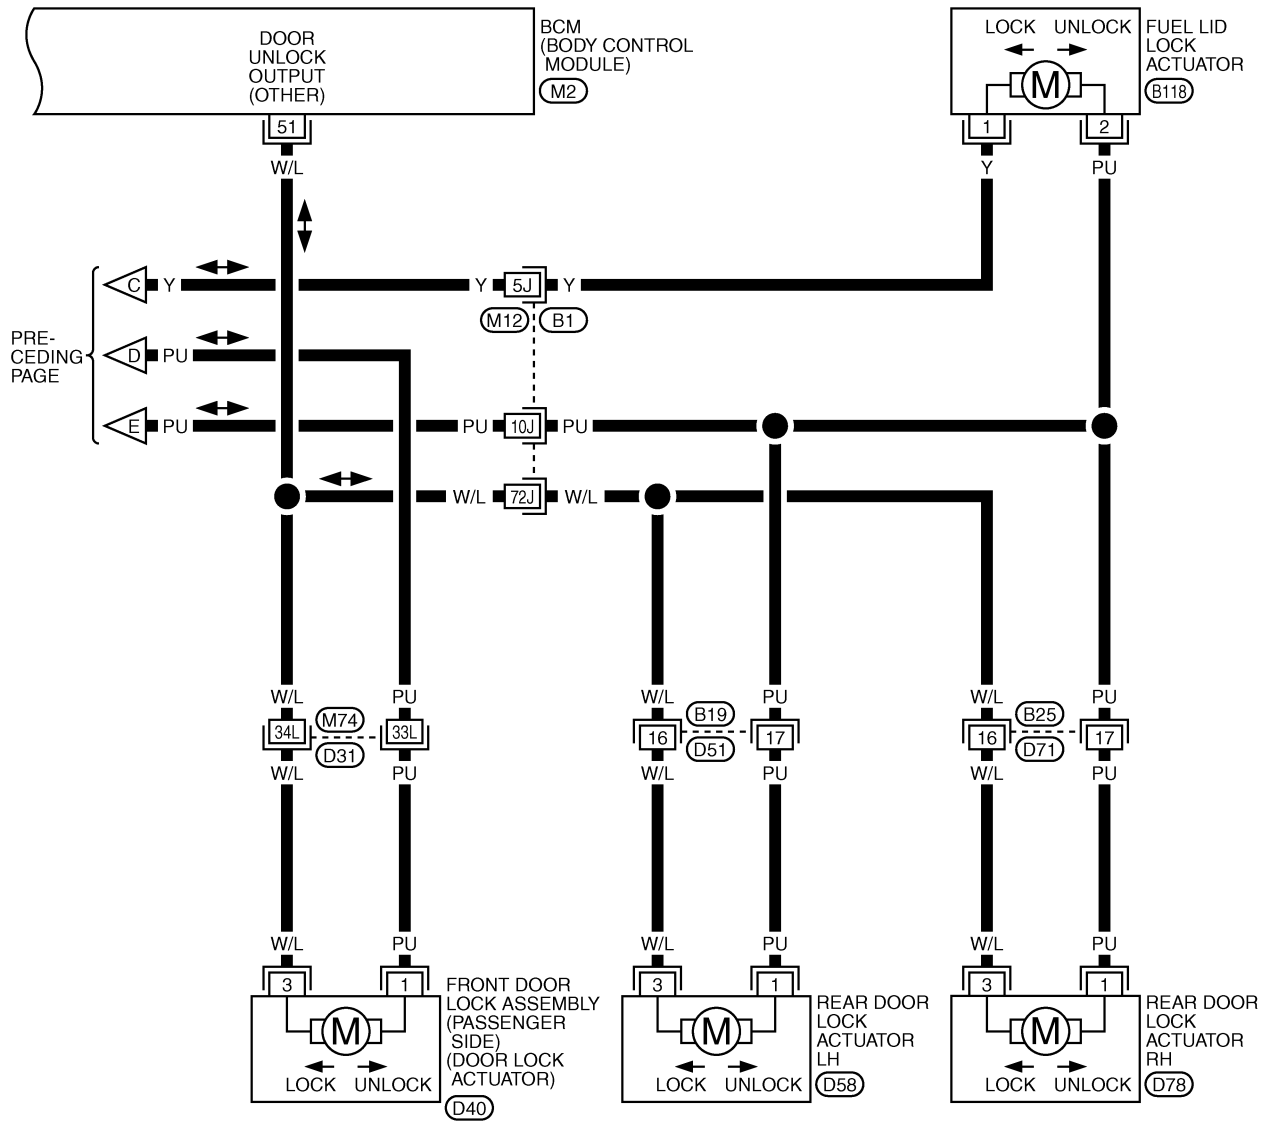 DOOR
UNLOCK
OUTPUT
(OTHER)
BCM
(BODY CONTROL
MODULE)
M2
51
W/L
LOCK UNLOCK
M
1 2
FUEL LID
LOCK
ACTUATOR
B118
Y PU
PRE-
CEDING
PAGE
C Y Y 5J Y
M12 B1
D PU
E PU PU 10J PU
W/L 72J W/L
W/L PU W/L PU W/L PU
34L M74 33L
D31
16 B19 17
D51
16 B25 17
D71
W/L PU W/L PU W/L PU
W/L PU W/L PU W/L PU
3 1 3 1 3 1
M M M
LOCK UNLOCK LOCK UNLOCK LOCK UNLOCK
FRONT DOOR
LOCK ASSEMBLY
(PASSENGER
SIDE)
(DOOR LOCK
ACTUATOR)
D40
REAR DOOR
LOCK
ACTUATOR
LH
D58
REAR DOOR
LOCK
ACTUATOR
RH
D78